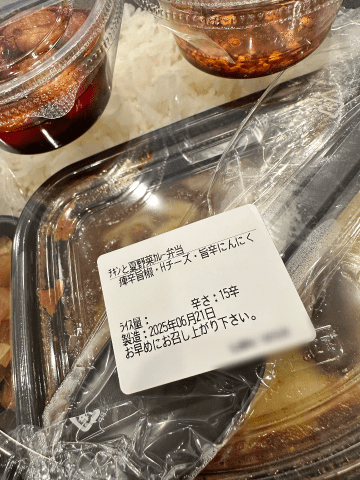 ﾁｷﾝと夏野菜ｶﾚｰ弁当
痺辛旨椒・Hチーズ・旨辛にんにく
辛さ：15辛
ﾗｲｽ量：
製造：2025年06月21日
お早めにお召し上がり下さい。